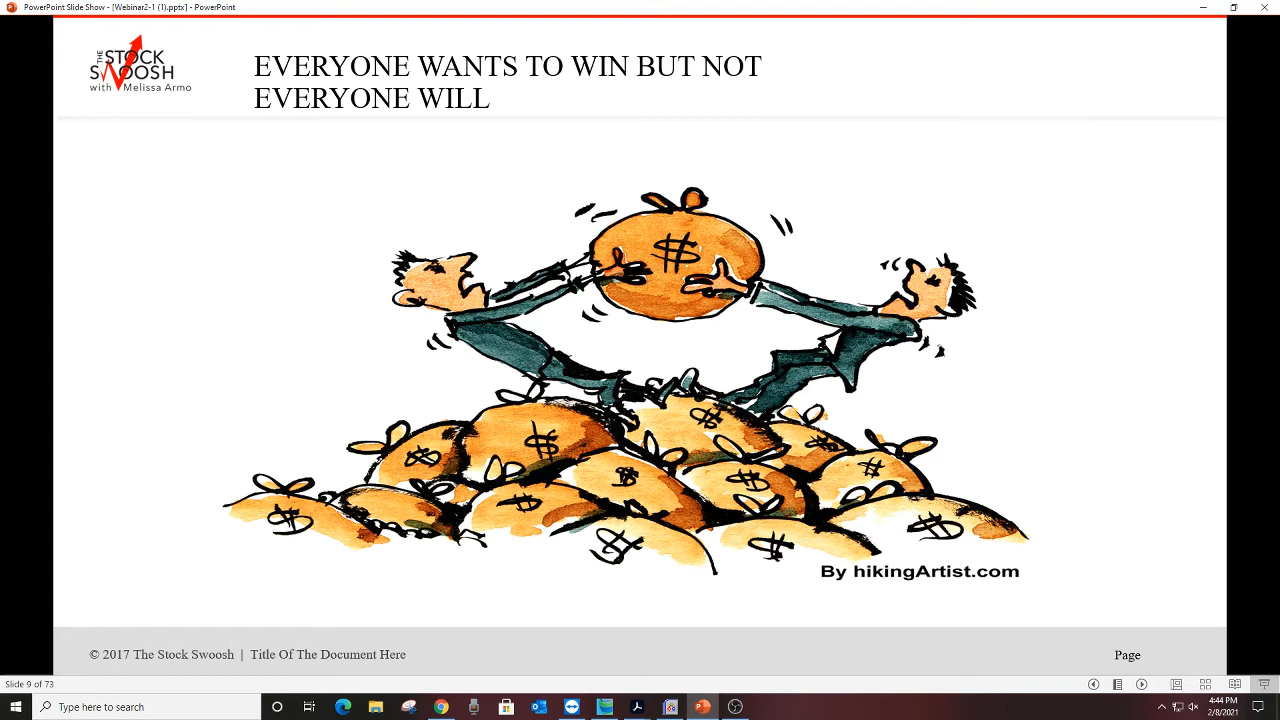 PowerPoint Slide Show - [Webinar2-1 (1).pptx] - PowerPoint
THE
STOCK
SWOOSH
with Melissa Armo
EVERYONE WANTS TO WIN BUT NOT
EVERYONE WILL
$
$
$
$
$
$
$
$
$
$
$
$
$
By hikingArtist.com
© 2017 The Stock Swoosh | Title Of The Document Here
Page
Slide 9 of 73
Type here to search
4:44 PM
2/8/2021